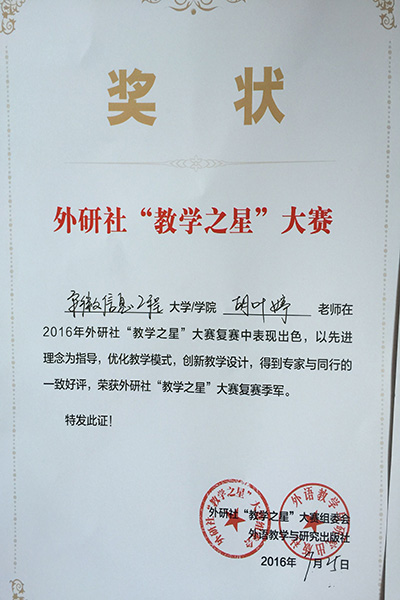 奖 状
外研社“教学之星”大赛
安徽信息工程 大学/学院 胡叶婷 老师在
2016年外研社“教学之星”大赛复赛中表现出色，以先进
理念为指导，优化教学模式，创新教学设计，得到专家与同行的
一致好评，荣获外研社“教学之星”大赛复赛季军。
特发此证！
外研社“教学之星”大赛组委会
外语教学与研究出版社
2016年7月25日